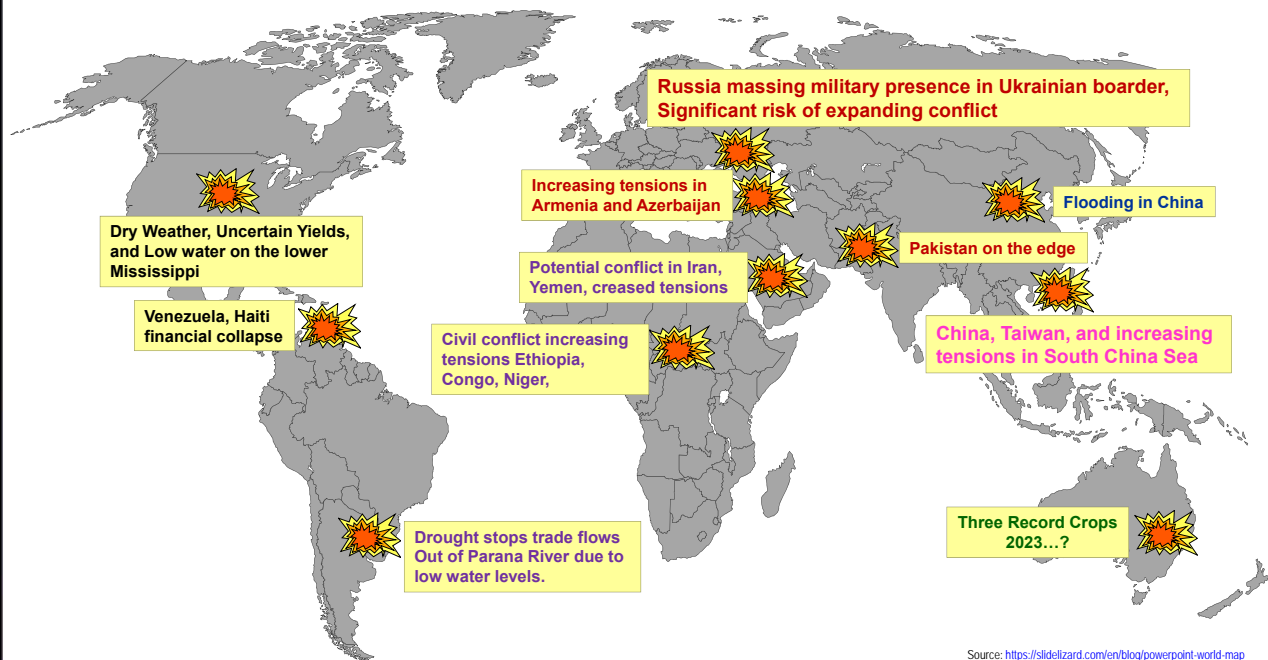 Russia massing military presence in Ukrainian boarder,
Significant risk of expanding conflict
Increasing tensions in
Armenia and Azerbaijan
Flooding in China
Dry Weather, Uncertain Yields,
and Low water on the lower
Mississippi
Pakistan on the edge
Potential conflict in Iran,
Yemen, creased tensions
Venezuela, Haiti
financial collapse
Civil conflict increasing
tensions Ethiopia,
Congo, Niger,
China, Taiwan, and increasing
tensions in South China Sea
Three Record Crops
2023…?
Drought stops trade flows
Out of Parana River due to
low water levels.
Source: https://slidelizard.com/en/blog/powerpoint-world-map